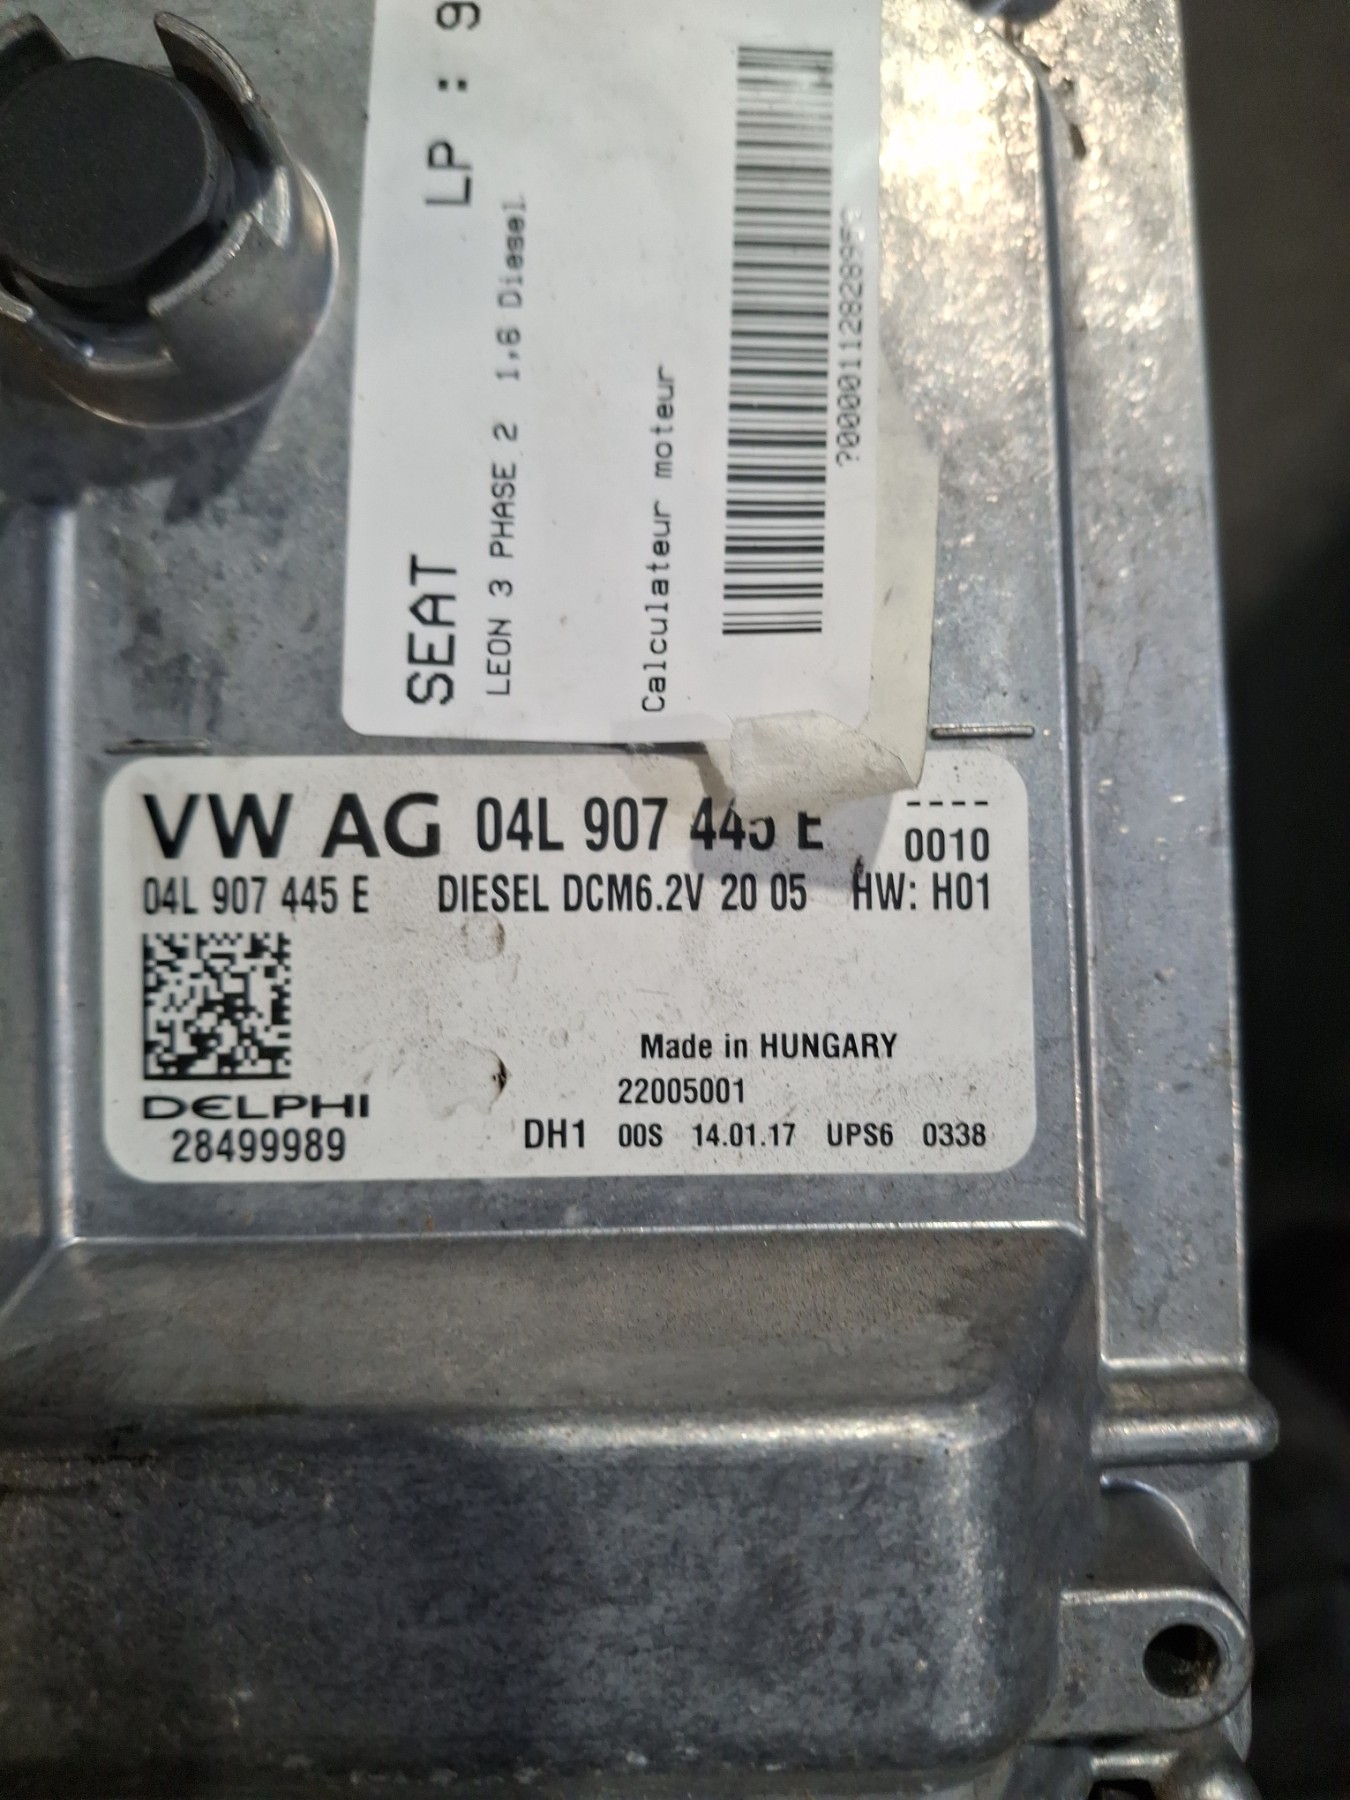 SEAT LP : 9
LEON 3 PHASE 2 1,6 Diesel
Calculateur moteur
VW AG 04L 907 445 E
----
0010
04L 907 445 E DIESEL DCM6.2V 20 05 HW: H01
Made in HUNGARY
22005001
DELPHI
28499989
DH1 00S 14.01.17 UPS6 0338